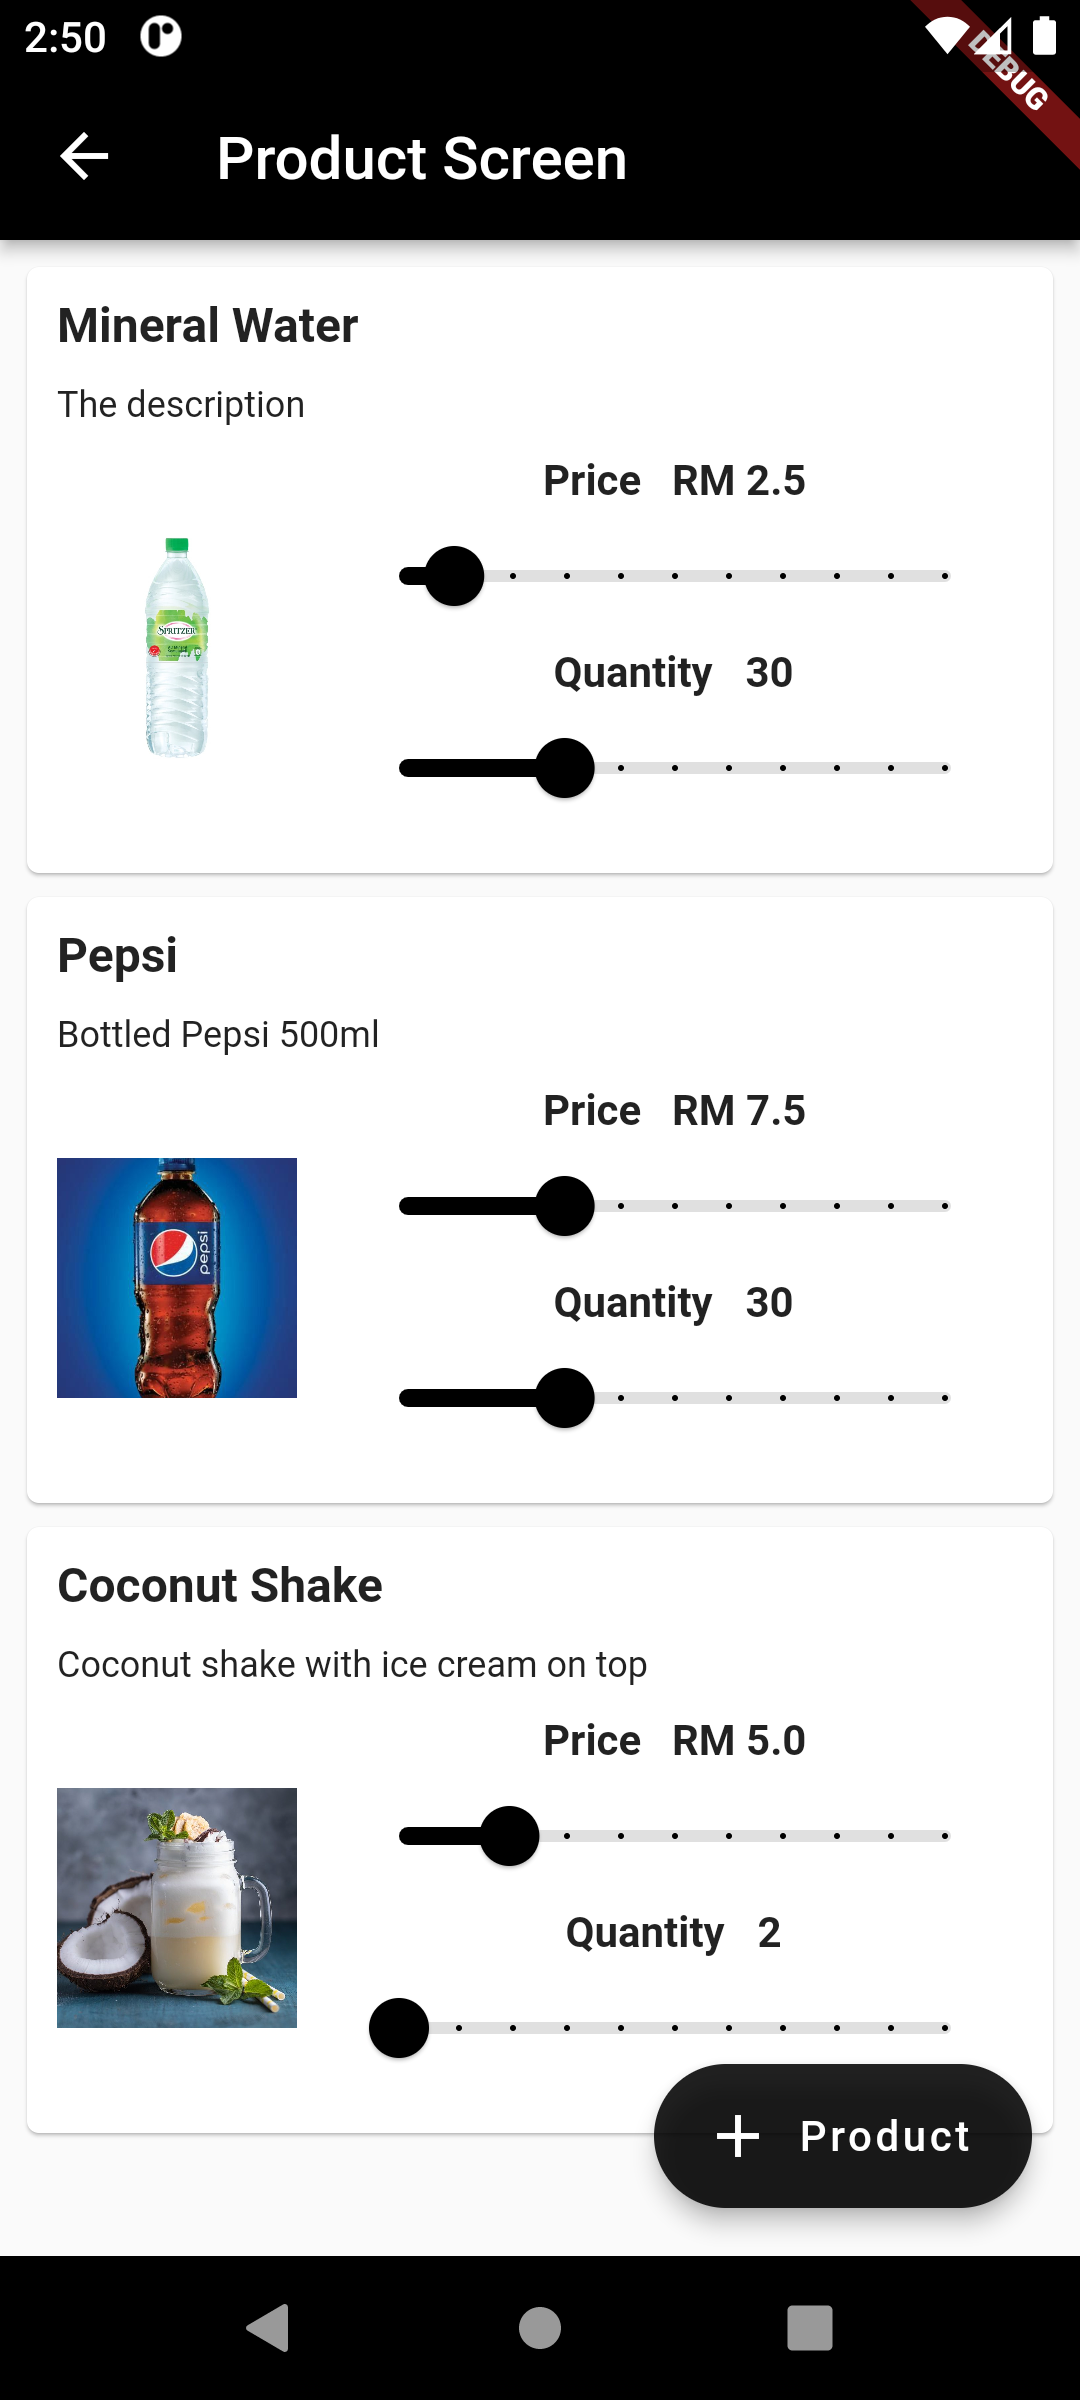 2:50
DEBUG
Product Screen
Mineral Water
The description
Price RM 2.5
SPRITZER
Quantity 30
Pepsi
Bottled Pepsi 500ml
Price RM 7.5
pepsi
Quantity 30
Coconut Shake
Coconut shake with ice cream on top
Price RM 5.0
Quantity 2
+ Product